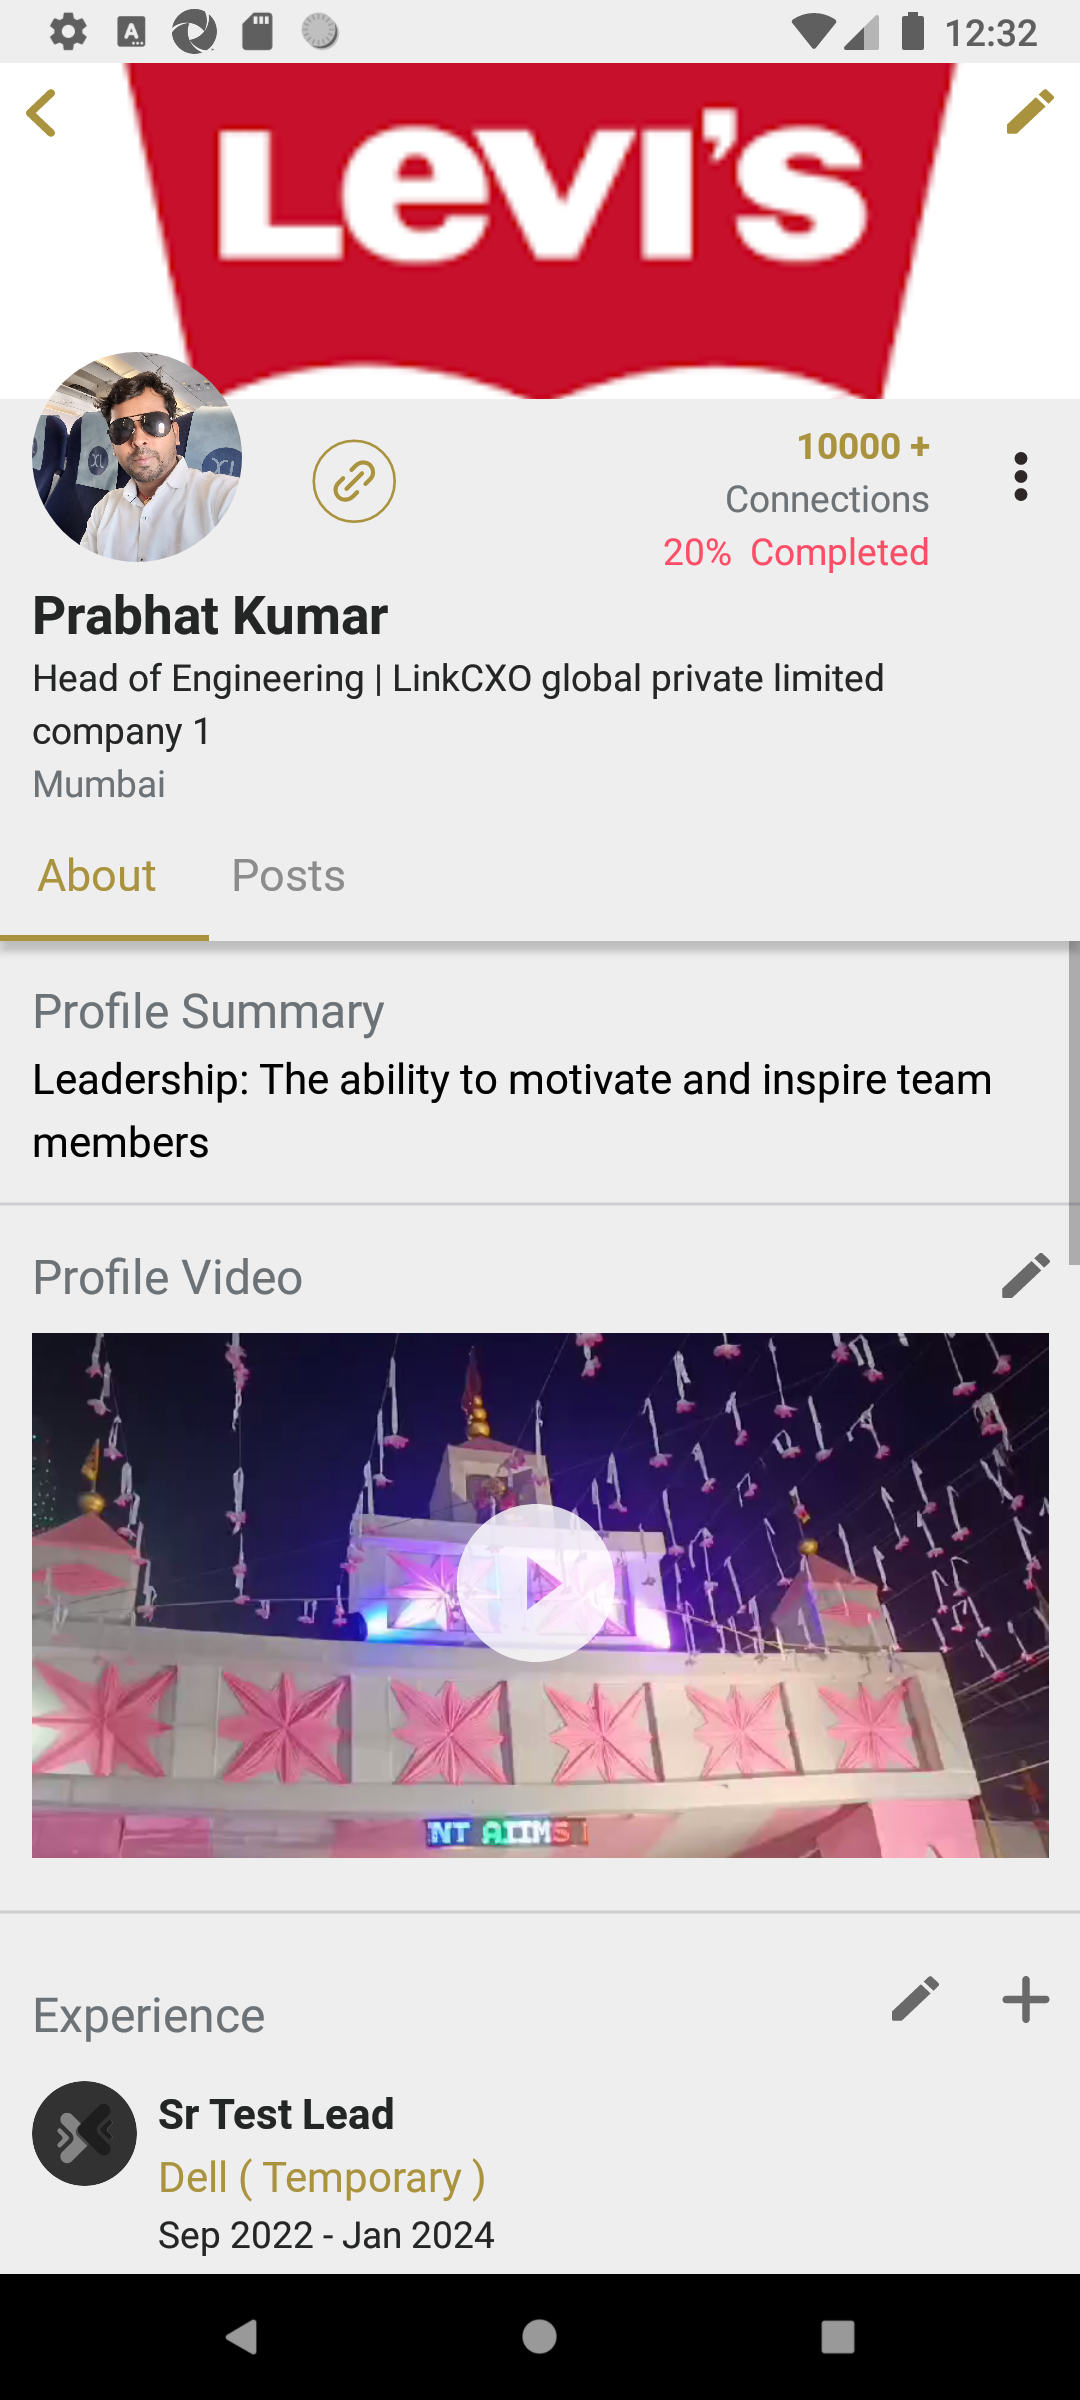 12:32
LEVI'S
10000 +
Connections
20% Completed
Prabhat Kumar
Head of Engineering | LinkCXO global private limited
company 1
Mumbai
About Posts
Profile Summary
Leadership: The ability to motivate and inspire team
members
Profile Video
NT AIIMS
Experience
Sr Test Lead
Dell ( Temporary )
Sep 2022 - Jan 2024